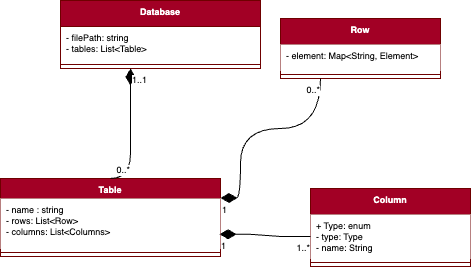 Database
- filePath: string
- tables: List<Table>
1..1
0..*
Row
- element: Map<String, Element>
0..*
Table
- name : string
- rows: List<Row>
- columns: List<Columns>
1
1
1..*
Column
+ Type: enum
- type: Type
- name: String